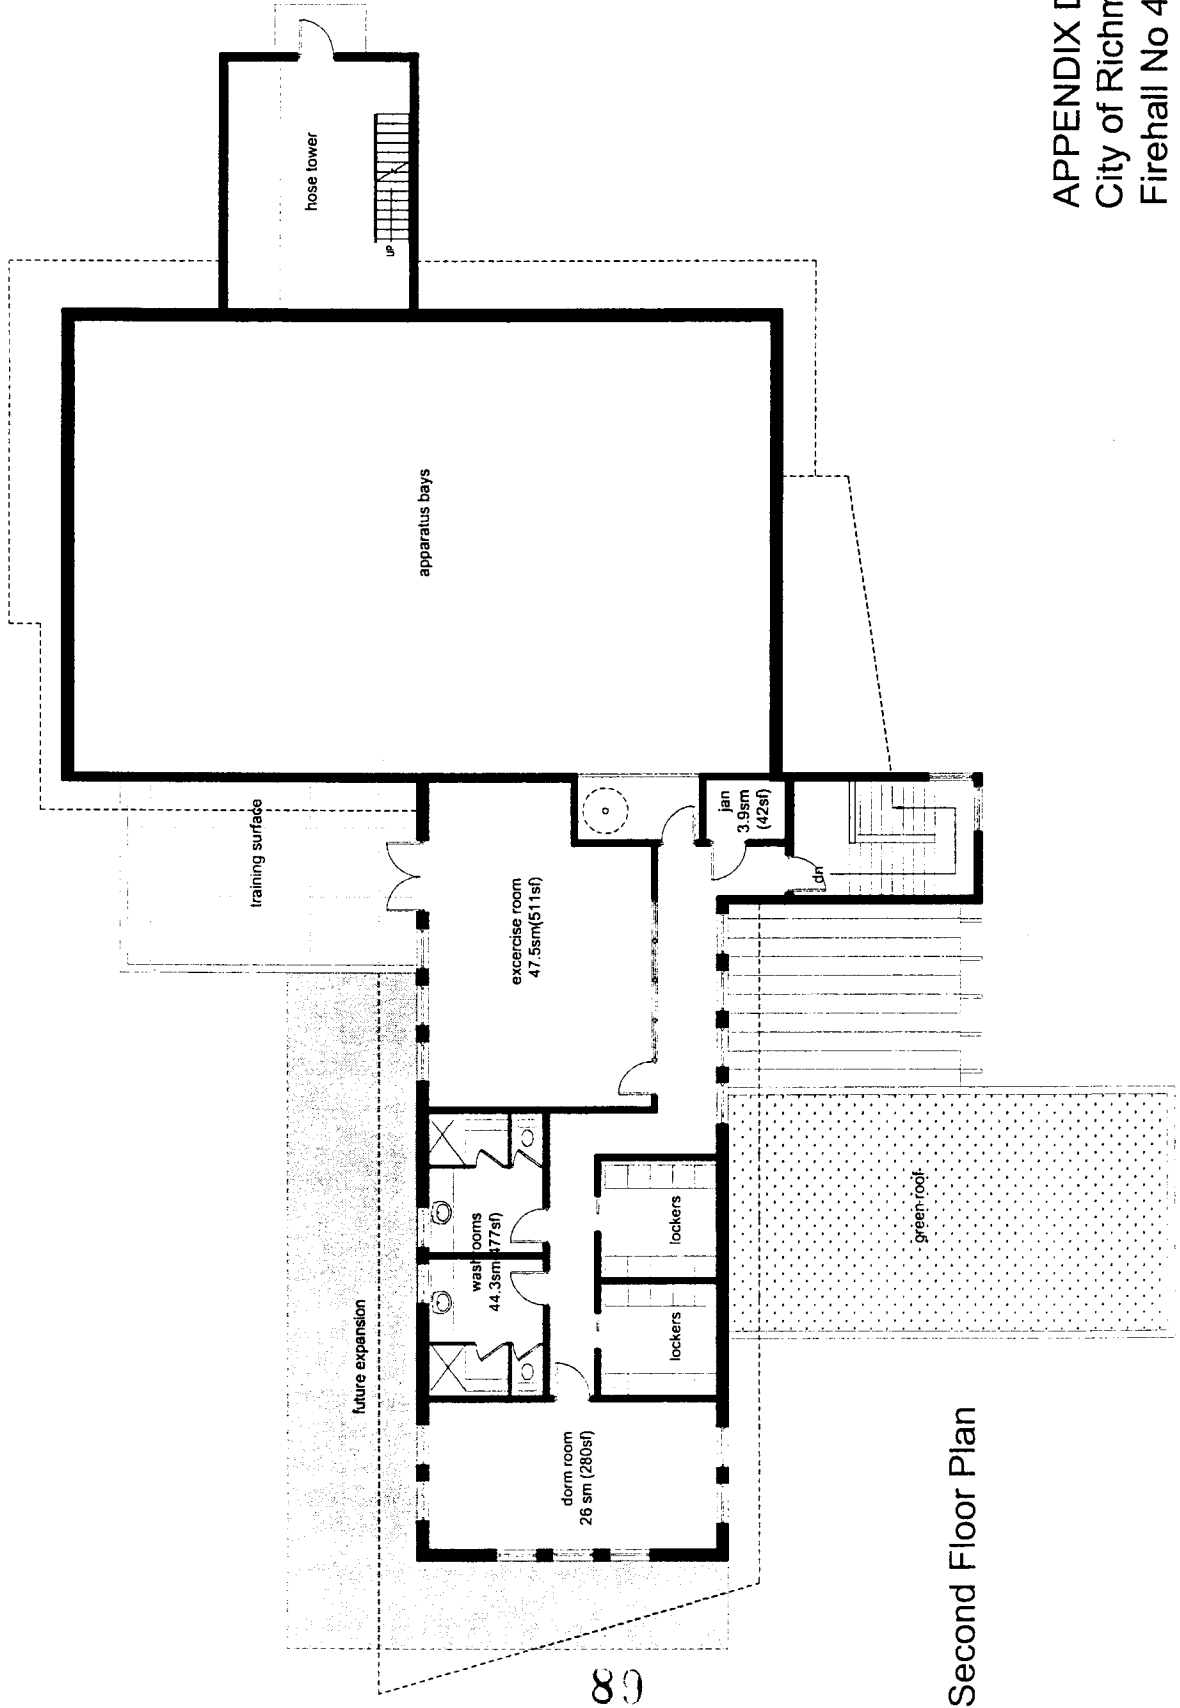 APPENDIX D
City of Richm
Firehall No 4
hose tower
UP
apparatus bays
training surface
excercise room
47.5sm(511sf)
jan
3.9sm
(42sf)
dn
future expansion
washrooms
44.3sm 477sf)
lockers
lockers
green roof
dorm room
26 sm (280sf)
Second Floor Plan